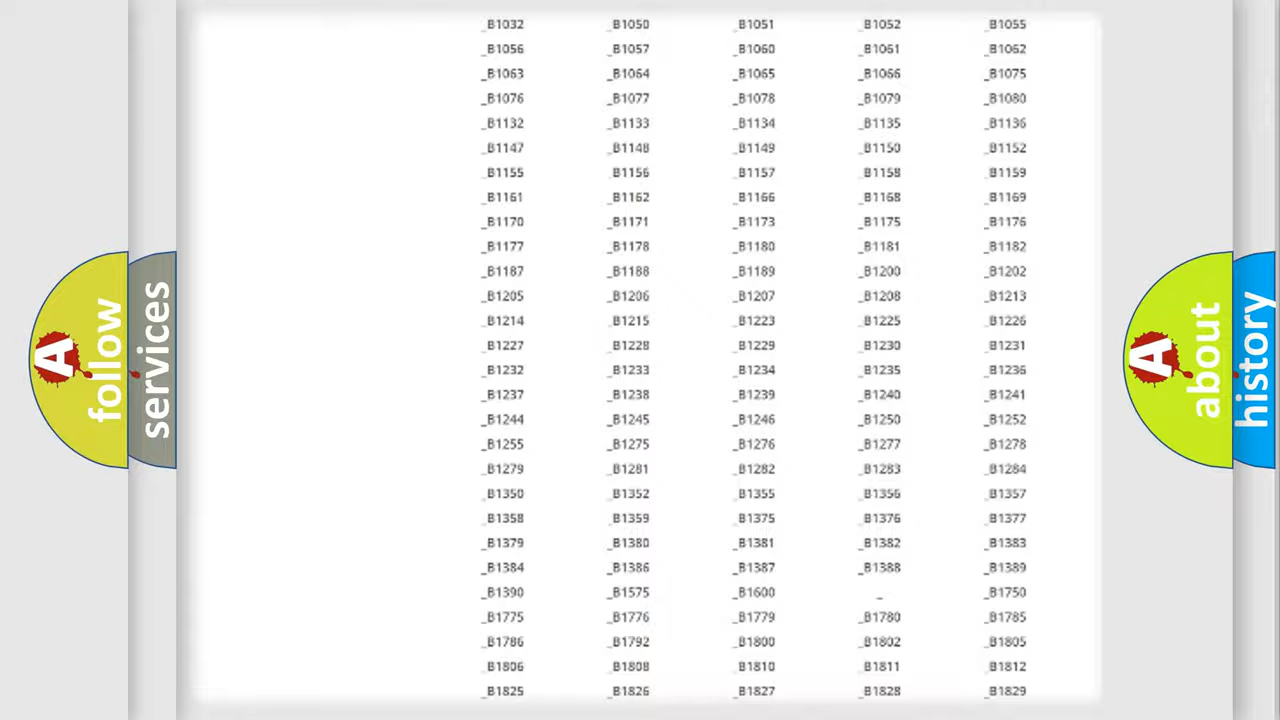 _B1032 _B1050 _B1051 _B1052 _B1055
_B1056 _B1057 _B1060 _B1061 _B1062
_B1063 _B1064 _B1065 _B1066 _B1075
_B1076 _B1077 _B1078 _B1079 _B1080
_B1132 _B1133 _B1134 _B1135 _B1136
_B1147 _B1148 _B1149 _B1150 _B1152
_B1155 _B1156 _B1157 _B1158 _B1159
_B1161 _B1162 _B1166 _B1168 _B1169
_B1170 _B1171 _B1173 _B1175 _B1176
_B1177 _B1178 _B1180 _B1181 _B1182
_B1187 _B1188 _B1189 _B1200 _B1202
_B1205 _B1206 _B1207 _B1208 _B1213
_B1214 _B1215 _B1223 _B1225 _B1226
_B1227 _B1228 _B1229 _B1230 _B1231
_B1232 _B1233 _B1234 _B1235 _B1236
_B1237 _B1238 _B1239 _B1240 _B1241
_B1244 _B1245 _B1246 _B1250 _B1252
_B1255 _B1275 _B1276 _B1277 _B1278
_B1279 _B1281 _B1282 _B1283 _B1284
_B1350 _B1352 _B1355 _B1356 _B1357
_B1358 _B1359 _B1375 _B1376 _B1377
_B1379 _B1380 _B1381 _B1382 _B1383
_B1384 _B1386 _B1387 _B1388 _B1389
_B1390 _B1575 _B1600 _ _B1750
_B1775 _B1776 _B1779 _B1780 _B1785
_B1786 _B1792 _B1800 _B1802 _B1805
_B1806 _B1808 _B1810 _B1811 _B1812
_B1825 _B1826 _B1827 _B1828 _B1829
A
follow
services
A
about
history